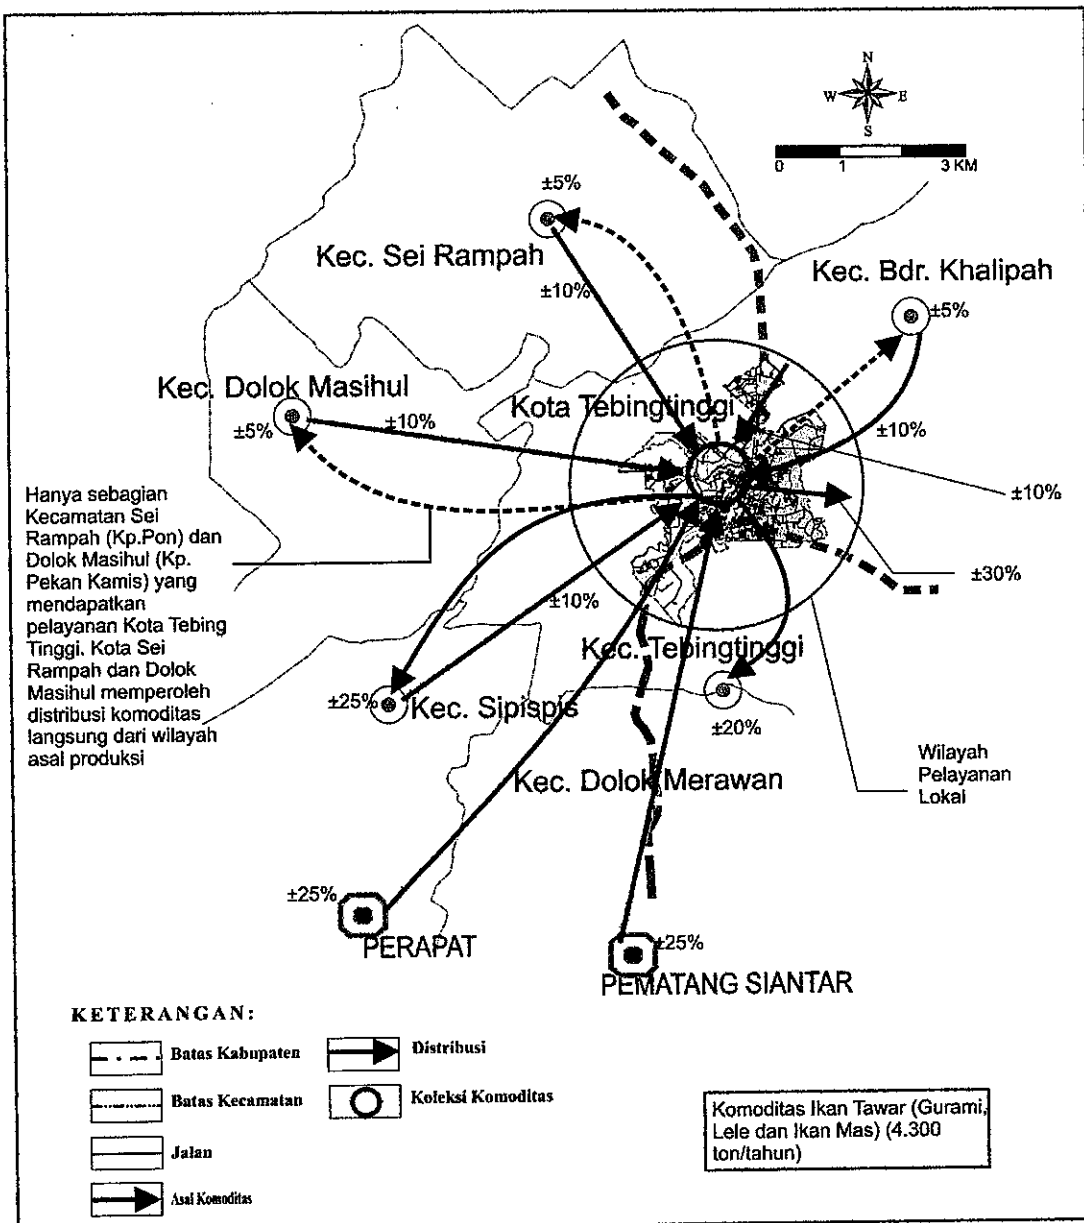 N
W E
S
0 1 3 KM
±5%
Kec. Sei Rampah
±10%
Kec. Bdr. Khalipah
±5%
Kec. Dolok Masihul
±5%
±10%
Kota Tebingtinggi
±10%
±10%
±30%
Hanya sebagian
Kecamatan Sei
Rampah (Kp.Pon) dan
Dolok Masihul (Kp.
Pekan Kamis) yang
mendapatkan
pelayanan Kota Tebing
Tinggi. Kota Sei
Rampah dan Dolok
Masihul memperoleh
distribusi komoditas
langsung dari wilayah
asal produksi
±10%
Kec. Tebingtinggi
±25%
Kec. Sipispis
±20%
Kec. Dolok Merawan
Wilayah
Pelayanan
Lokal
±25%
PERAPAT
±25%
PEMATANG SIANTAR
KETERANGAN:
Batas Kabupaten
Distribusi
Batas Kecamatan
Koleksi Komoditas
Jalan
Asal Komoditas
Komoditas Ikan Tawar (Gurami,
Lele dan Ikan Mas) (4.300
ton/tahun)